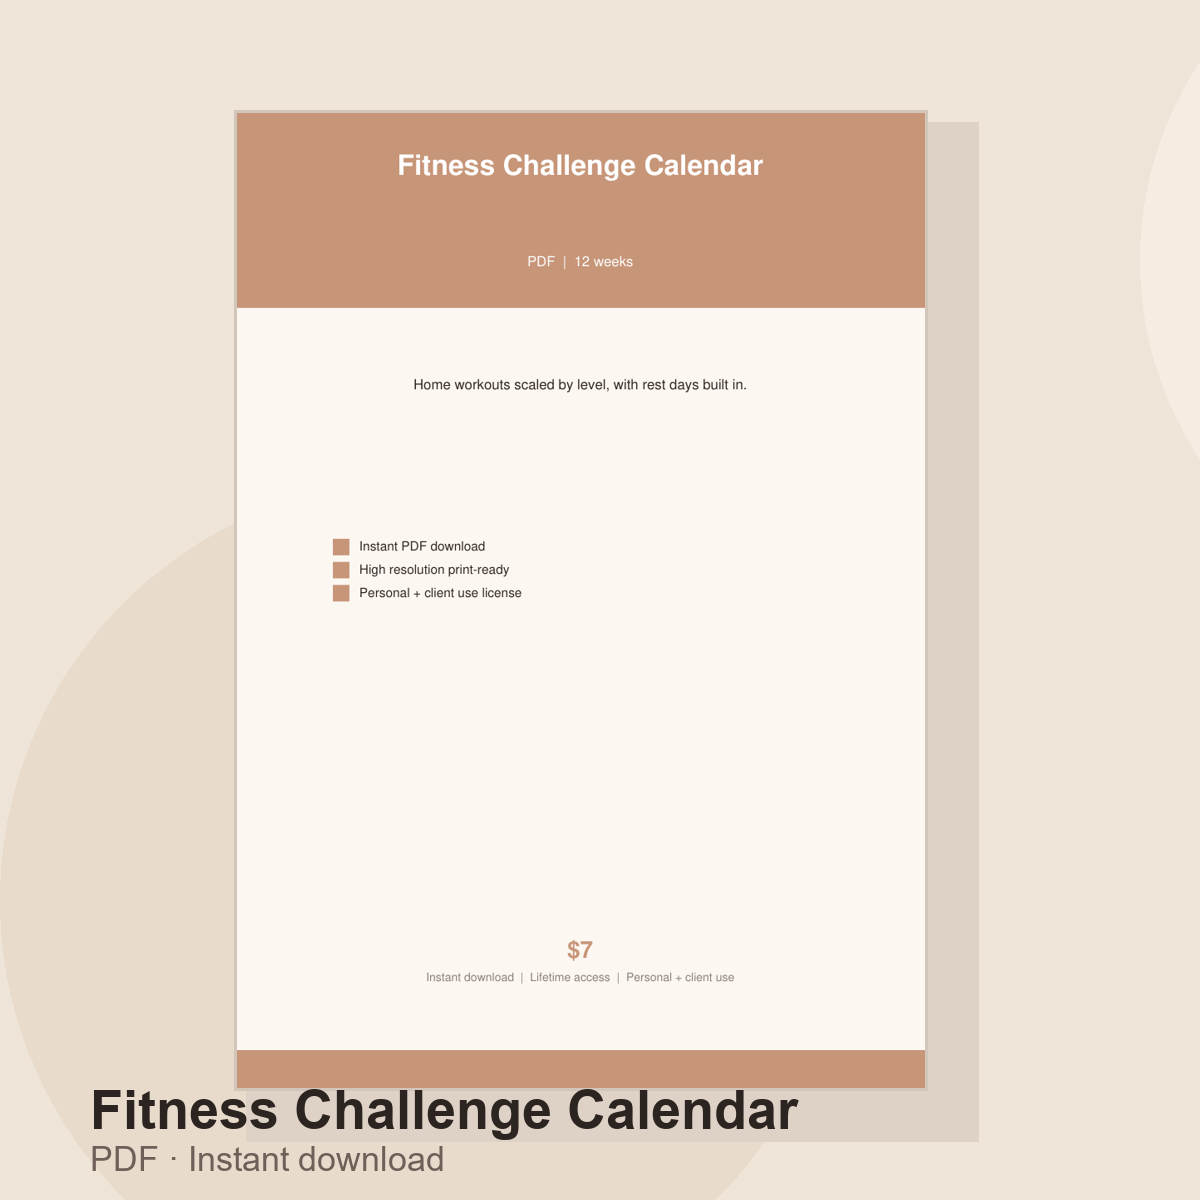 Fitness Challenge Calendar
PDF | 12 weeks
Home workouts scaled by level, with rest days built in.
Instant PDF download
High resolution print-ready
Personal + client use license
$7
Instant download | Lifetime access | Personal + client use
Fitness Challenge Calendar
PDF · Instant download